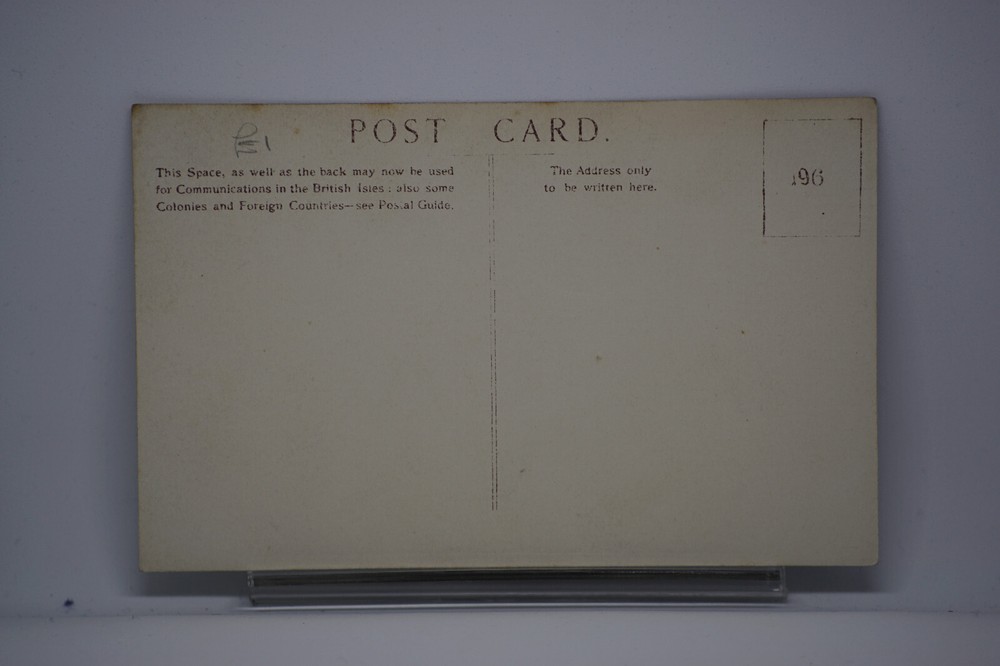 POST CARD.
£1
This Space, as well as the back may now be used
for Communications in the British Isles : also some
Colonies and Foreign Countries—see Postal Guide.
The Address only
to be written here.
196